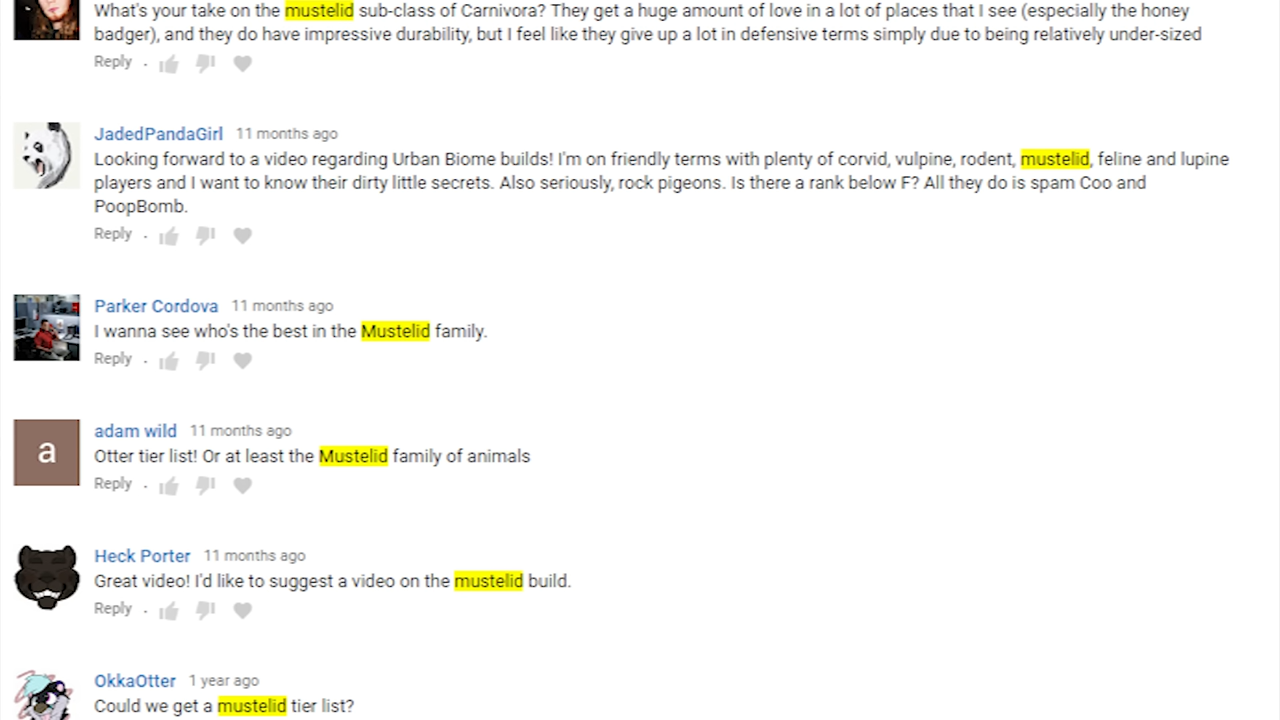 What's your take on the mustelid sub-class of Carnivora? They get a huge amount of love in a lot of places that I see (especially the honey
badger), and they do have impressive durability, but I feel like they give up a lot in defensive terms simply due to being relatively under-sized
Reply .
JadedPandaGirl 11 months ago
Looking forward to a video regarding Urban Biome builds! I'm on friendly terms with plenty of corvid, vulpine, rodent, mustelid, feline and lupine
players and I want to know their dirty little secrets. Also seriously, rock pigeons. Is there a rank below F? All they do is spam Coo and
PoopBomb.
Reply .
Parker Cordova 11 months ago
I wanna see who's the best in the Mustelid family.
Reply .
a
adam wild 11 months ago
Otter tier list! Or at least the Mustelid family of animals
Reply .
Heck Porter 11 months ago
Great video! I'd like to suggest a video on the mustelid build.
Reply .
OkkaOtter 1 year ago
Could we get a mustelid tier list?